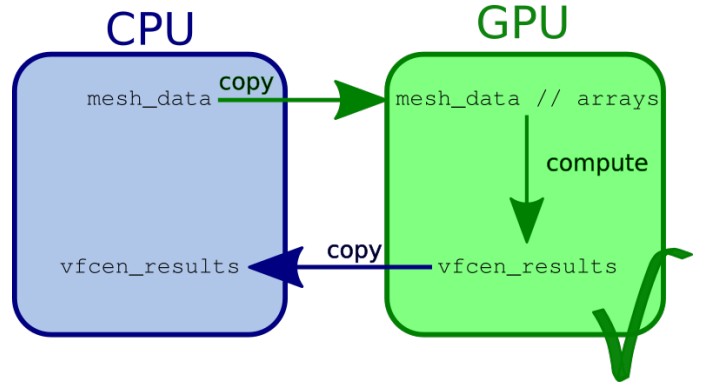 CPU
GPU
copy
mesh_data
mesh_data // arrays
compute
copy
vfcen_results
vfcen_results